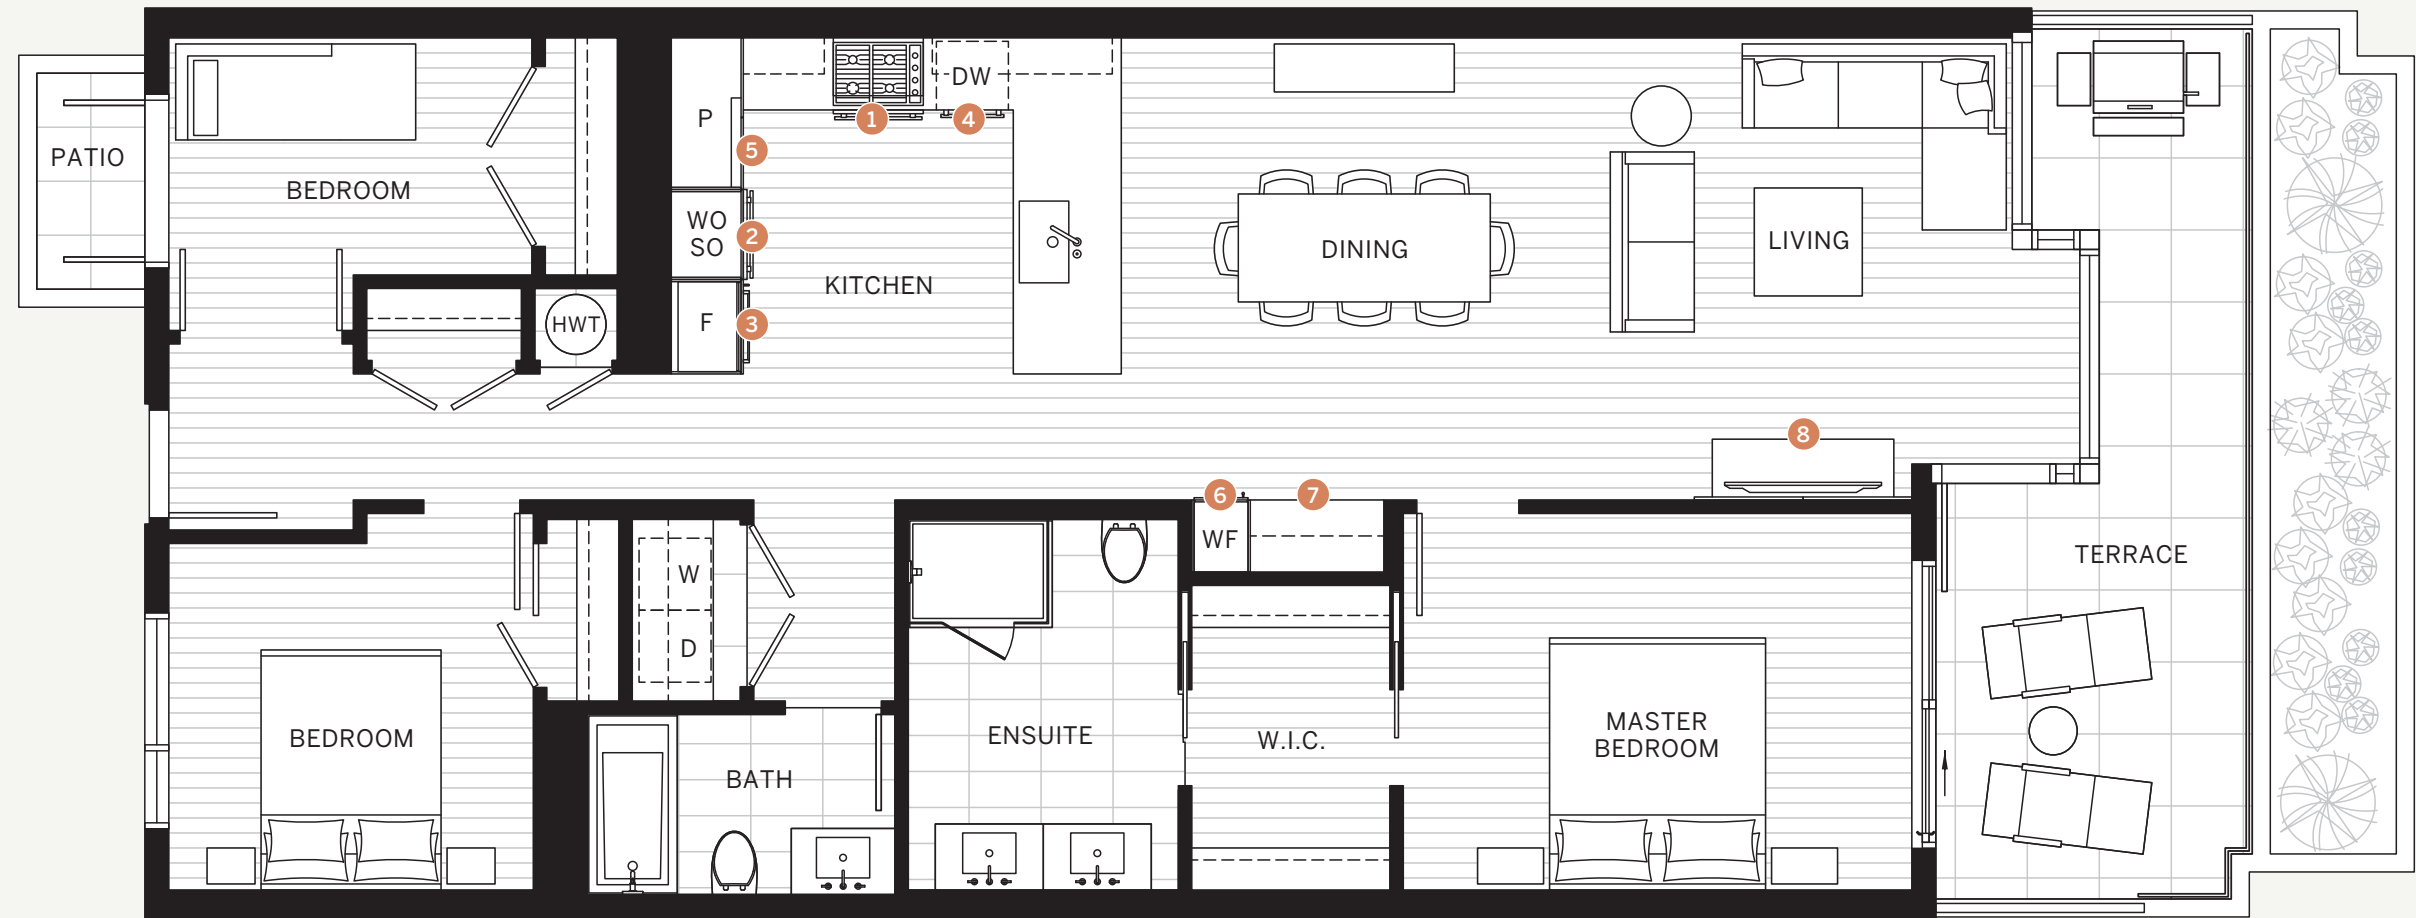 PATIO
BEDROOM
HWT
P
WO
SO
F
1
DW
4
5
2
3
KITCHEN
DINING
LIVING
8
6
7
WF
TERRACE
BEDROOM
W
D
BATH
ENSUITE
W.I.C.
MASTER
BEDROOM